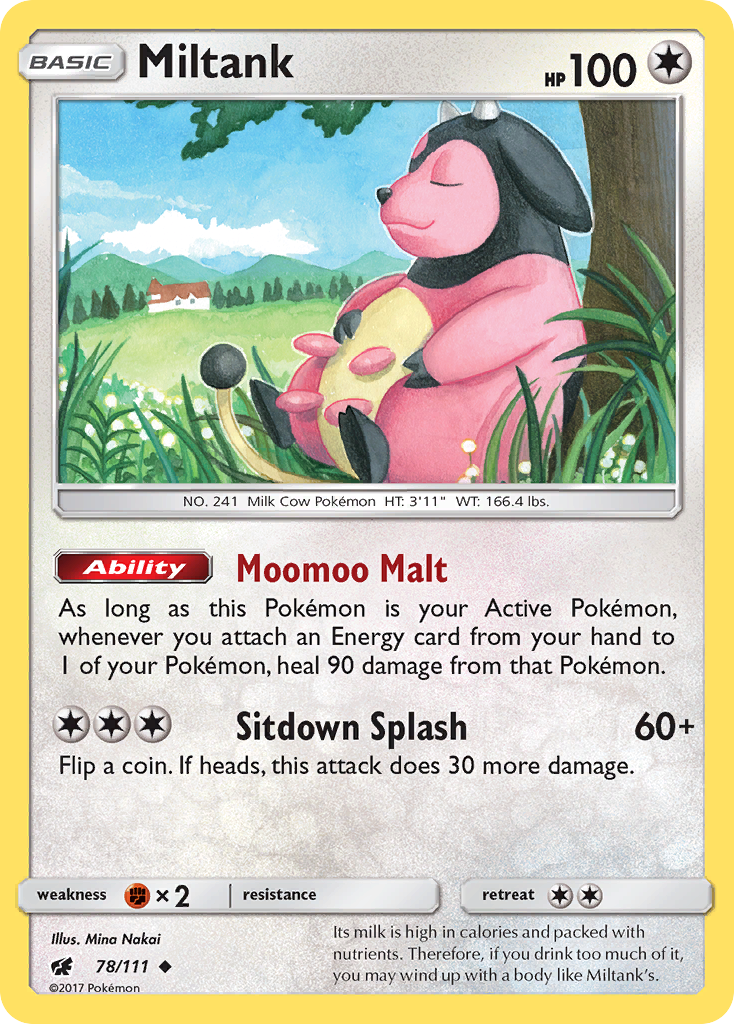 BASIC Miltank HP 100
NO. 241 Milk Cow Pokémon HT: 3'11" WT: 166.4 lbs.
Ability Moomoo Malt
As long as this Pokémon is your Active Pokémon,
whenever you attach an Energy card from your hand to
1 of your Pokémon, heal 90 damage from that Pokémon.
Sitdown Splash 60+
Flip a coin. If heads, this attack does 30 more damage.
weakness ×2 resistance retreat
Illus. Mina Nakai
78/111
©2017 Pokémon
Its milk is high in calories and packed with
nutrients. Therefore, if you drink too much of it,
you may wind up with a body like Miltank's.